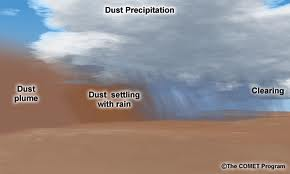 Dust Precipitation
Dust
plume
Dust settling
with rain
Clearing
©The COMET Program